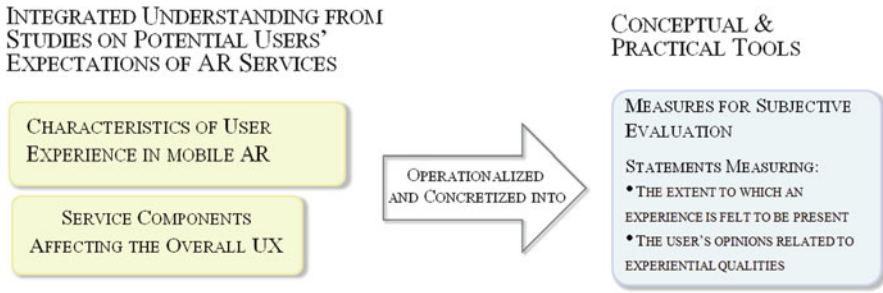 INTEGRATED UNDERSTANDING FROM
STUDIES ON POTENTIAL USERS'
EXPECTATIONS OF AR SERVICES
CHARACTERISTICS OF USER
EXPERIENCE IN MOBILE AR
SERVICE COMPONENTS
AFFECTING THE OVERALL UX
OPERATIONALIZED
AND CONCRETIZED INTO
CONCEPTUAL &
PRACTICAL TOOLS
MEASURES FOR SUBJECTIVE
EVALUATION
STATEMENTS MEASURING:
• THE EXTENT TO WHICH AN
EXPERIENCE IS FELT TO BE PRESENT
• THE USER'S OPINIONS RELATED TO
EXPERIENTIAL QUALITIES